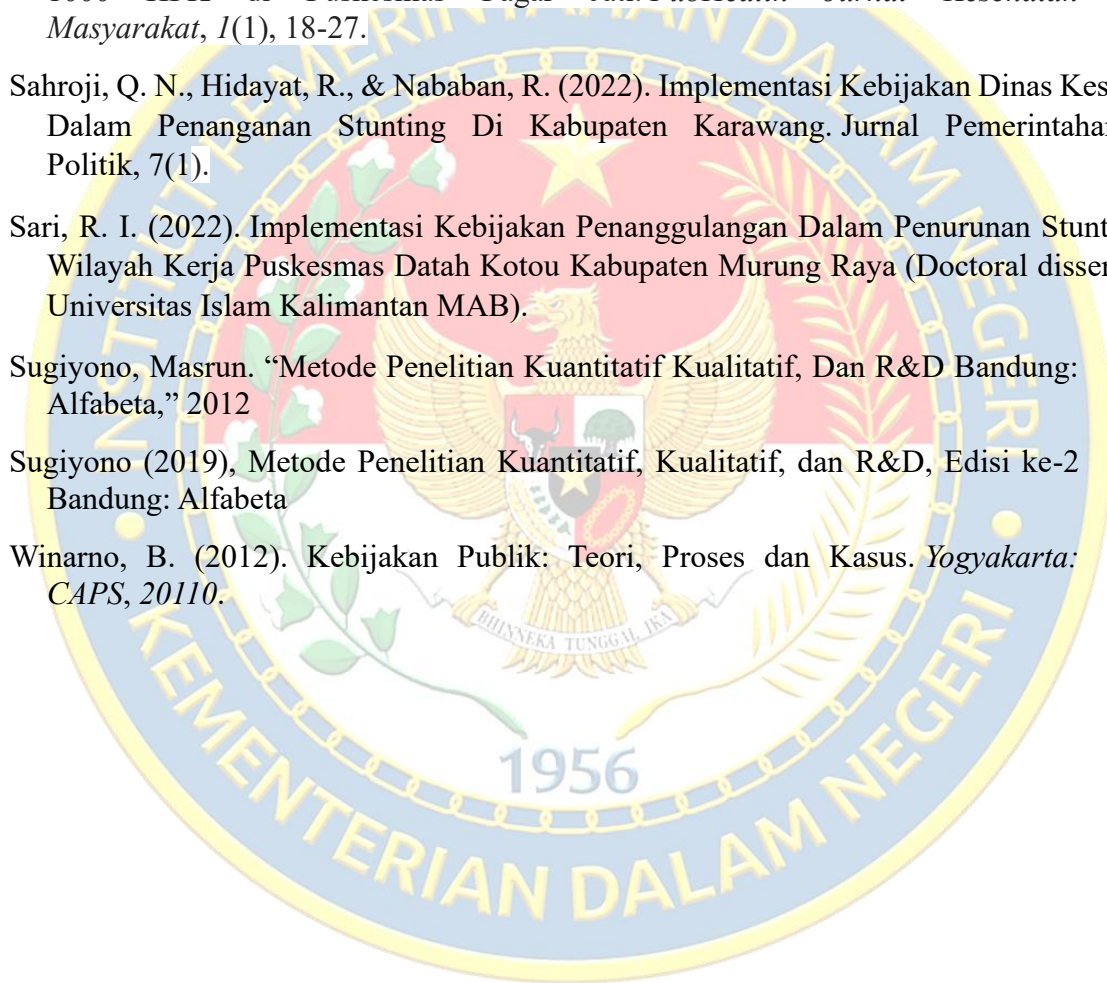 Masyarakat, 1(1), 18-27.
Sahroji, Q. N., Hidayat, R., & Nababan, R. (2022). Implementasi Kebijakan Dinas Kes
Dalam Penanganan Stunting Di Kabupaten Karawang. Jurnal Pemerintahan
Politik, 7(1).
Sari, R. I. (2022). Implementasi Kebijakan Penanggulangan Dalam Penurunan Stunt
Wilayah Kerja Puskesmas Datah Kotou Kabupaten Murung Raya (Doctoral disser
Universitas Islam Kalimantan MAB).
Sugiyono, Masrun. “Metode Penelitian Kuantitatif Kualitatif, Dan R&D Bandung:
Alfabeta,” 2012
Sugiyono (2019), Metode Penelitian Kuantitatif, Kualitatif, dan R&D, Edisi ke-2
Bandung: Alfabeta
Winarno, B. (2012). Kebijakan Publik: Teori, Proses dan Kasus. Yogyakarta:
CAPS, 20110.
INSTITUT PEMERINTAHAN DALAM NEGERI
BHINNEKA TUNGGAL IKA
1956
KEMENTERIAN DALAM NEGERI